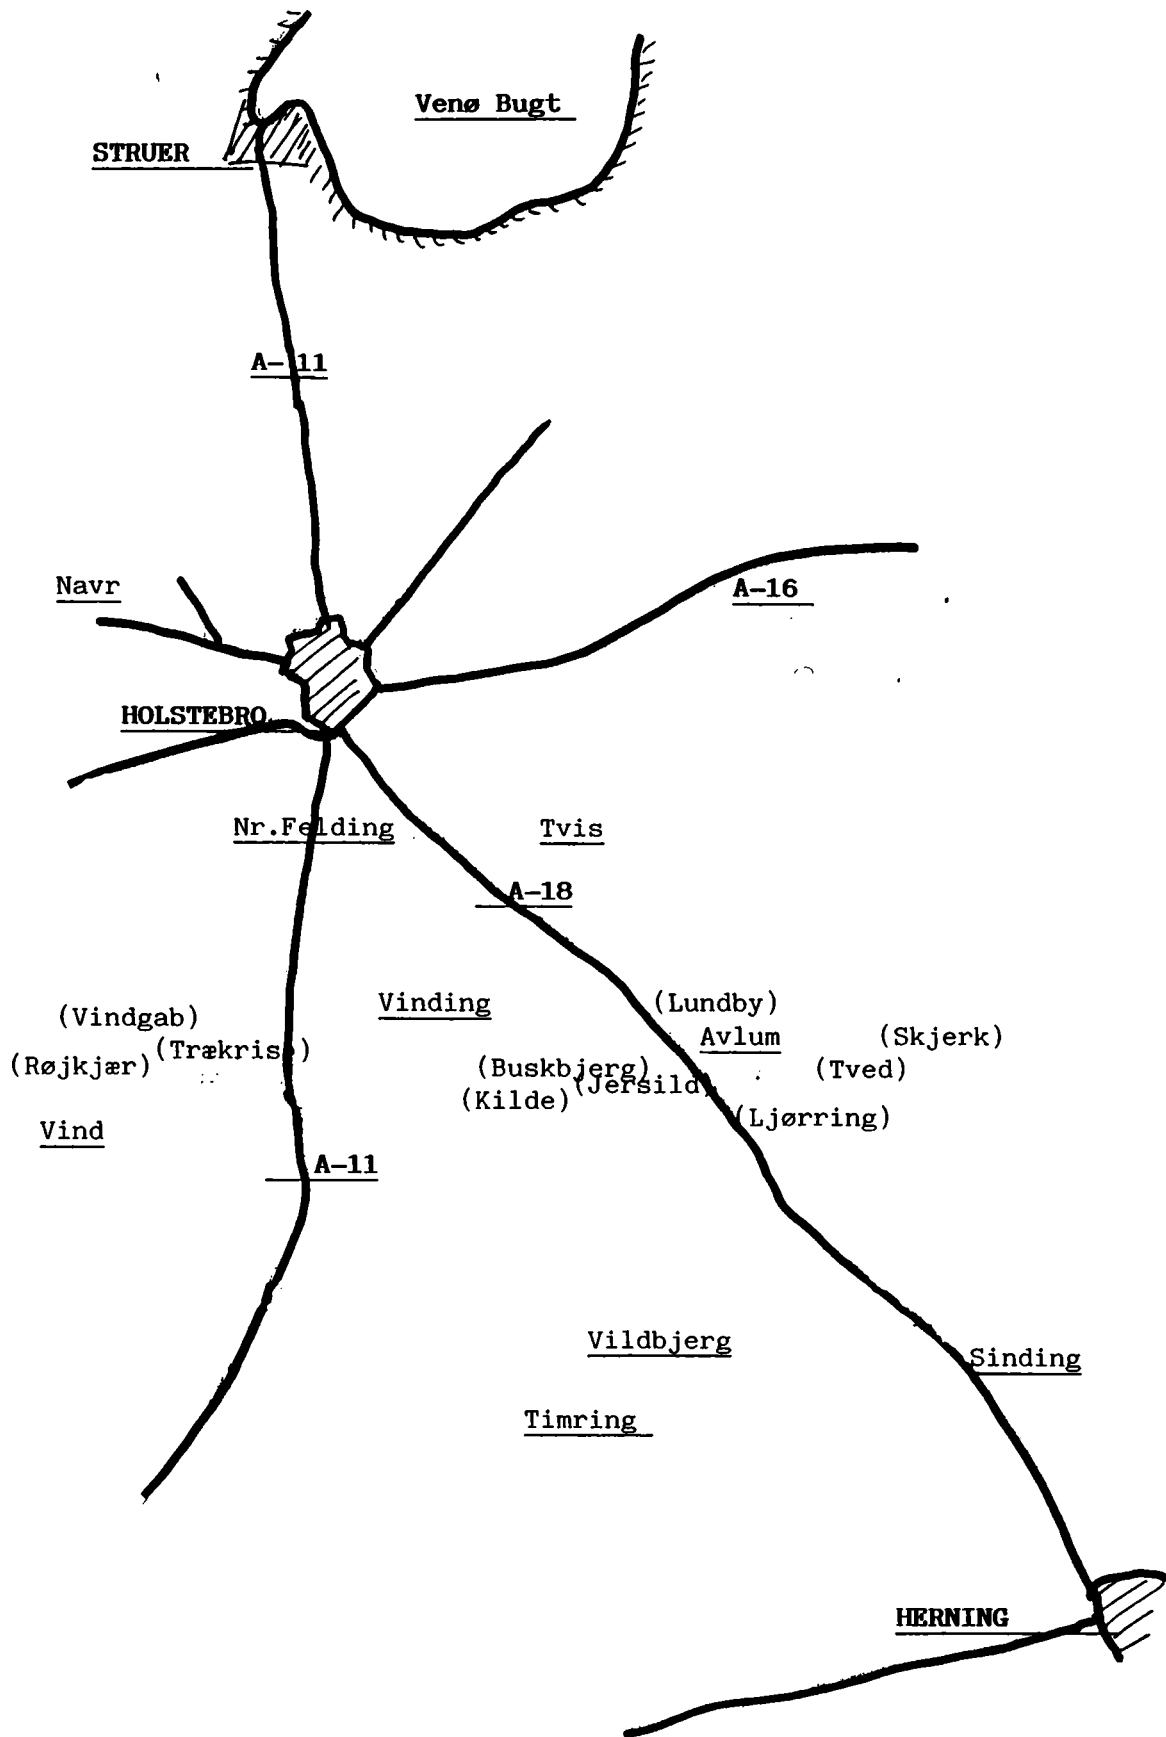 Venø Bugt
STRUER
A-11
Navr
A-16
HOLSTEBRO
Nr.Felding
Tvis
A-18
Vinding
(Lundby)
(Vindgab)
Avlum
(Skjerk)
(Trækris)
(Røjkjær)
(Buskbjerg)
(Tved)
(Jersild)
(Kilde)
(Ljørring)
Vind
A-11
Vildbjerg
Sinding
Timring
HERNING